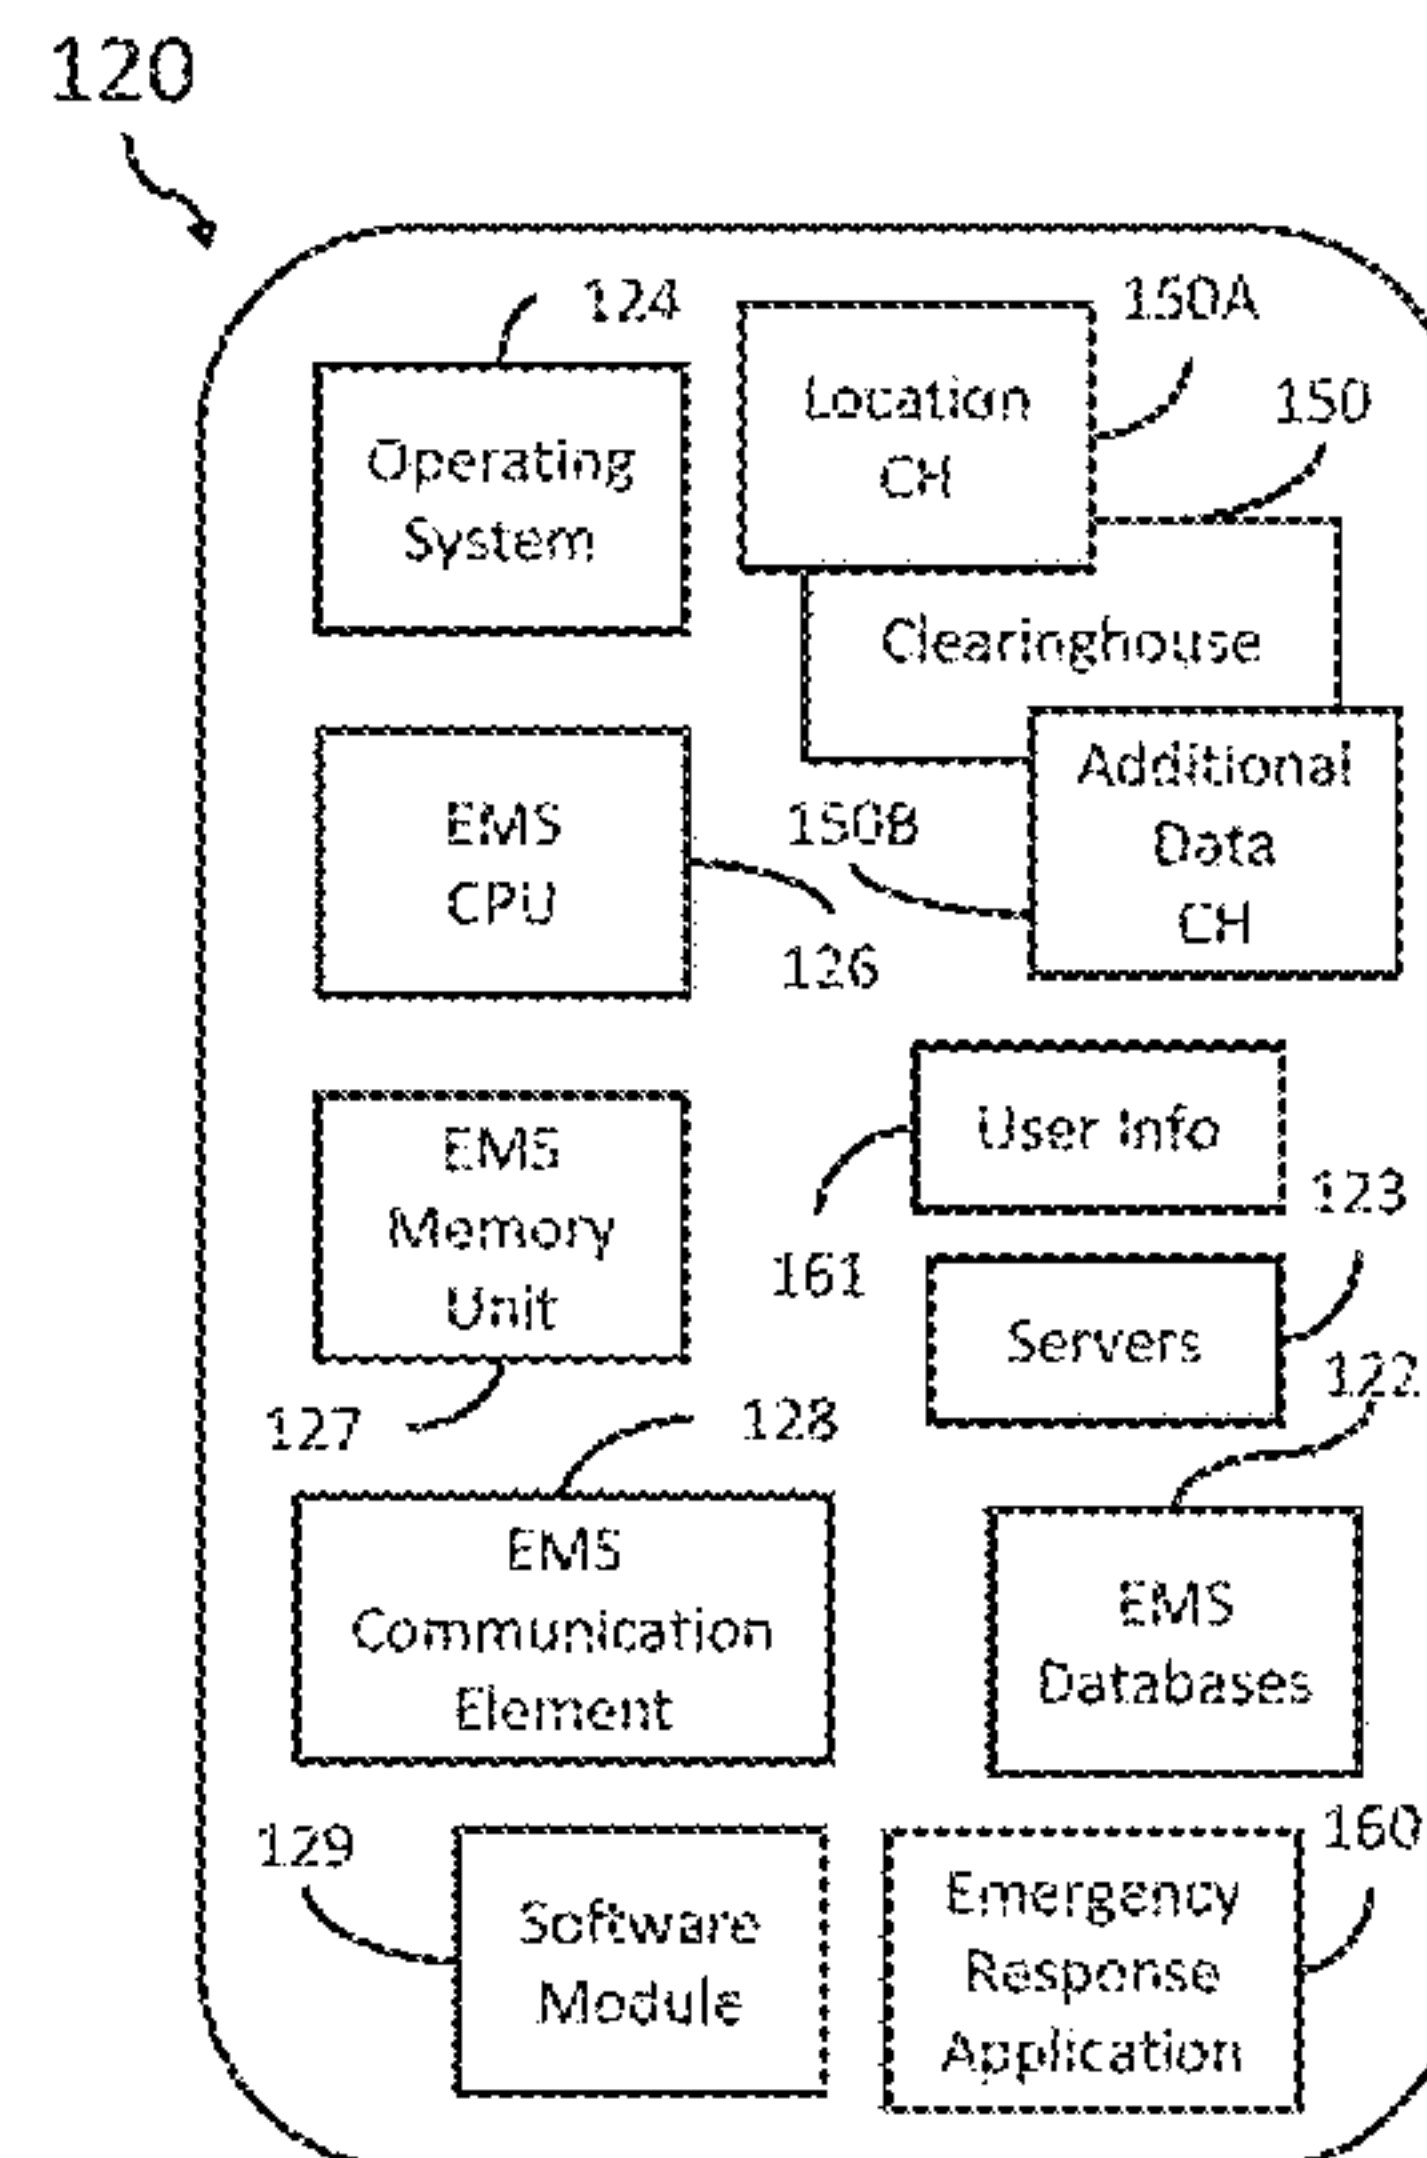 120
124
150A
Location
CH
150
Operating
System
Clearinghouse
Additional
Data
CH
150B
EMS
CPU
126
User Info
161
EMS
Memory
Unit
127
123
Servers
122
128
EMS
Communication
Element
EMS
Databases
129
Software
Module
160
Emergency
Response
Application